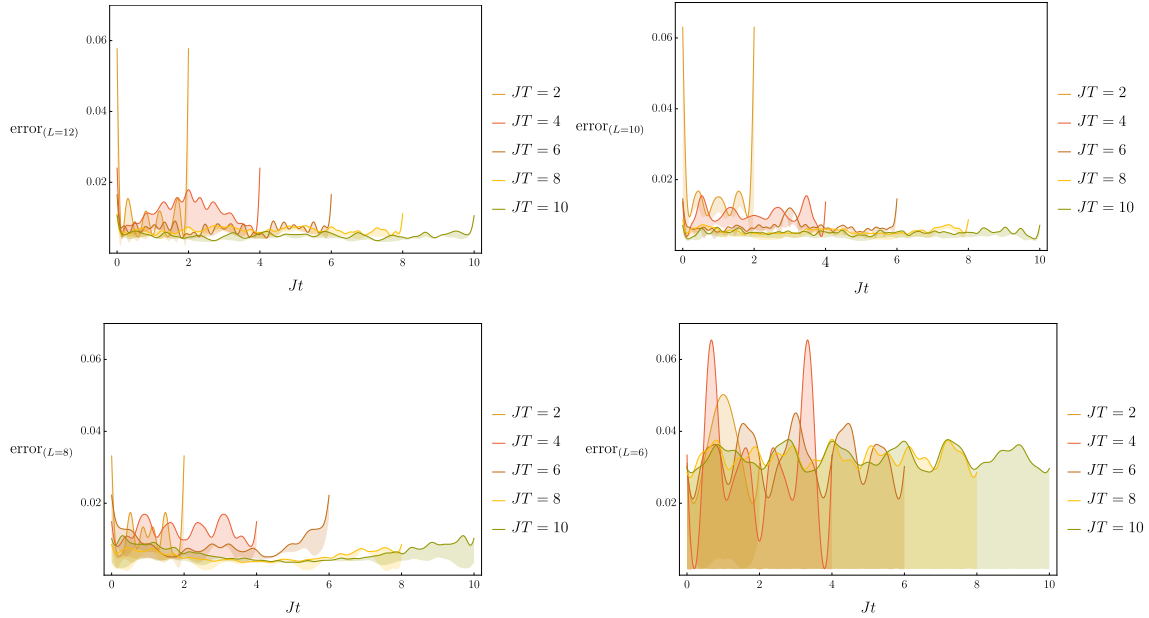 0.06
0.04
0.02
error(L=12)
0 2 4 6 8 10
Jt
JT = 2
JT = 4
JT = 6
JT = 8
JT = 10
0.06
0.04
0.02
error(L=10)
0 2 4 6 8 10
Jt
JT = 2
JT = 4
JT = 6
JT = 8
JT = 10
0.06
0.04
0.02
error(L=8)
0 2 4 6 8 10
Jt
JT = 2
JT = 4
JT = 6
JT = 8
JT = 10
0.06
0.04
0.02
error(L=6)
0 2 4 6 8 10
Jt
JT = 2
JT = 4
JT = 6
JT = 8
JT = 10